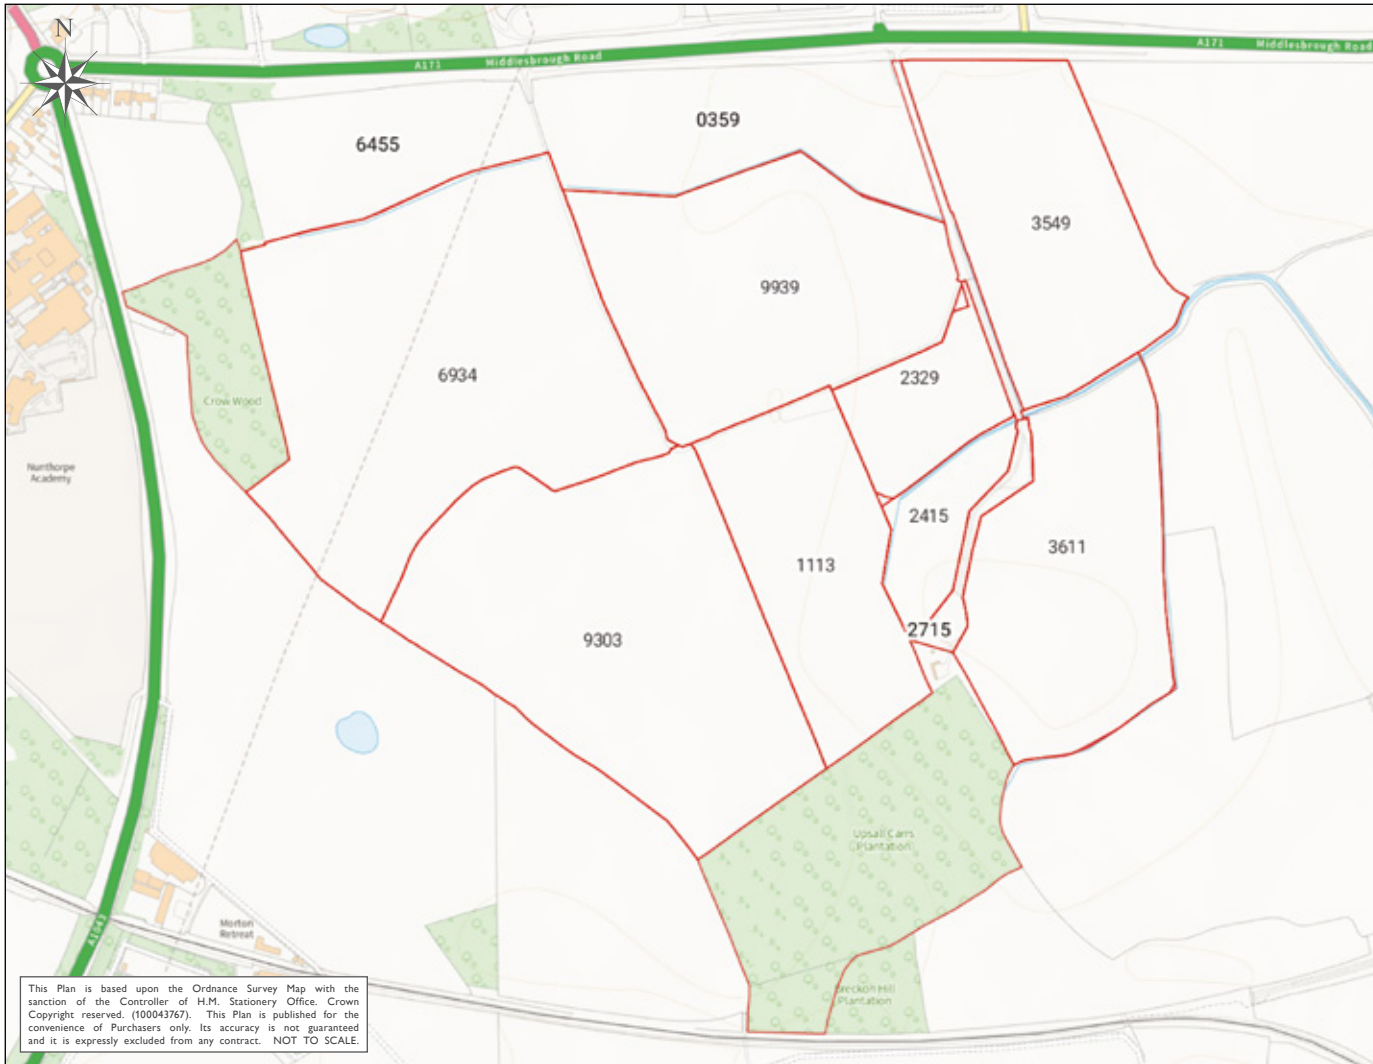 N
A171
Middlesbrough Road
A171
Middlesbrough Road
0359
6455
3549
9939
6934
2329
Crow Wood
Nunthorpe
Academy
2415
3611
1113
2715
9303
Upsall Carrs
Plantation
Morton
Retreat
A1043
Breckon Hill
Plantation
This Plan is based upon the Ordnance Survey Map with the
sanction of the Controller of H.M. Stationery Office. Crown
Copyright reserved. (100043767). This Plan is published for the
convenience of Purchasers only. Its accuracy is not guaranteed
and it is expressly excluded from any contract. NOT TO SCALE.